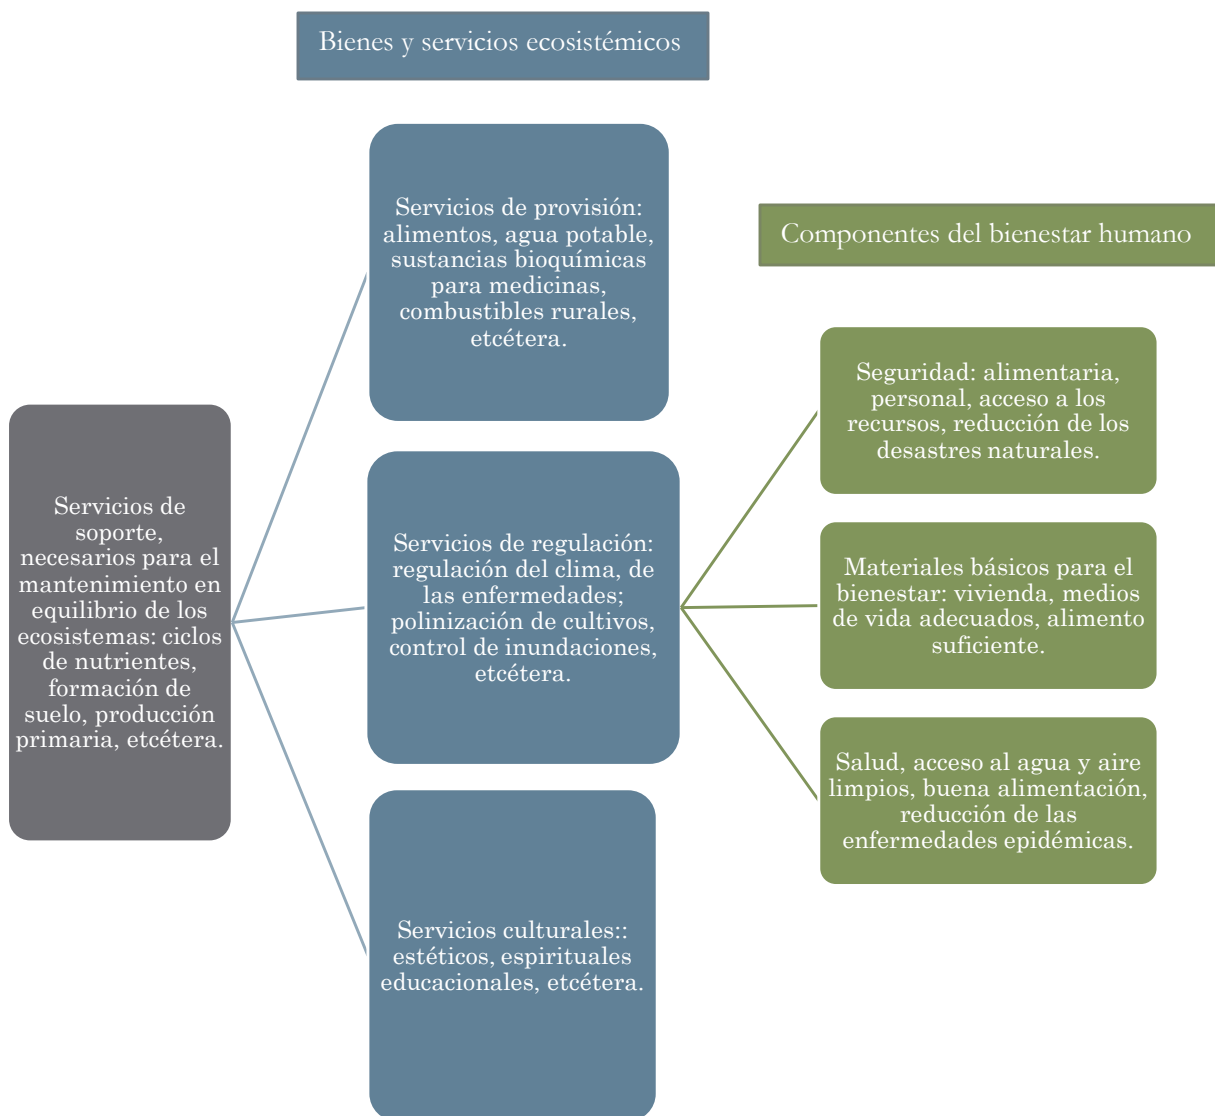 Bienes y servicios ecosistémicos
Servicios de provisión:
alimentos, agua potable,
sustancias bioquímicas
para medicinas,
combustibles rurales,
etcétera.
Componentes del bienestar humano
Seguridad: alimentaria,
personal, acceso a los
recursos, reducción de los
desastres naturales.
Servicios de
soporte,
necesarios para el
mantenimiento en
equilibrio de los
ecosistemas: ciclos
de nutrientes,
formación de
suelo, producción
primaria, etcétera.
Servicios de regulación:
regulación del clima, de
las enfermedades;
polinización de cultivos,
control de inundaciones,
etcétera.
Materiales básicos para el
bienestar: vivienda, medios
de vida adecuados, alimento
suficiente.
Salud, acceso al agua y aire
limpios, buena alimentación,
reducción de las
enfermedades epidémicas.
Servicios culturales::
estéticos, espirituales
educacionales, etcétera.